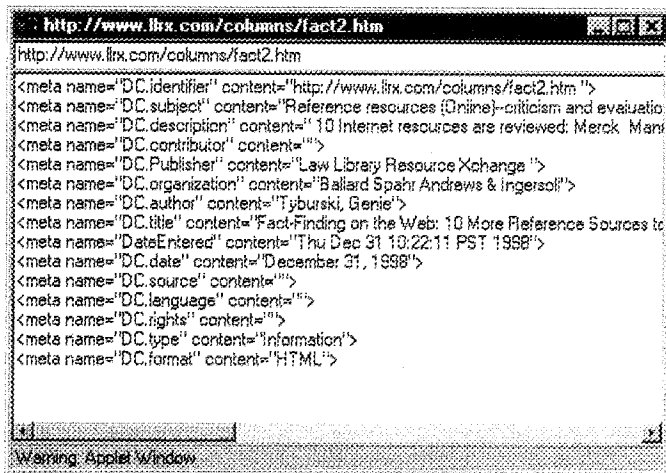 http://www.llrx.com/columns/fact2.htm
http://www.llrx.com/columns/fact2.htm
<meta name="DC.identifier" content="http://www.llrx.com/columns/fact2.htm ">
<meta name="DC.subject" content="Reference resources (Online)--criticism and evaluatio
<meta name="DC.description" content=" 10 Internet resources are reviewed: Merck Man
<meta name="DC.contributor" content="">
<meta name="DC.Publisher" content="Law Library Resource Xchange ">
<meta name="DC.organization" content="Ballard Spahr Andrews & Ingersoll">
<meta name="DC.author" content="Tyburski, Genie">
<meta name="DC.title" content="Fact-Finding on the Web: 10 More Reference Sources to
<meta name="DateEntered" content="Thu Dec 31 10:22:11 PST 1998">
<meta name="DC.date" content="December 31, 1998">
<meta name="DC.source" content="">
<meta name="DC.language" content="">
<meta name="DC.rights" content="">
<meta name="DC.type" content="Information">
<meta name="DC.format" content="HTML">
Warning: Applet Window